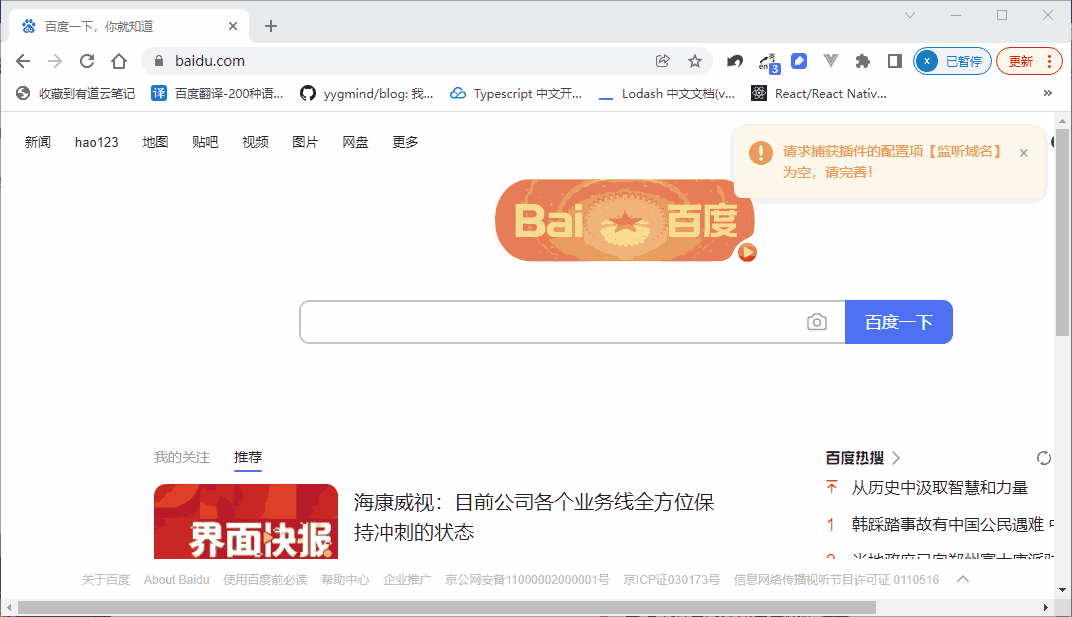 百度一下，你就知道
baidu.com
en
3
x
已暂停
更新
收藏到有道云笔记
译
百度翻译-200种语...
yygmind/blog: 我...
Typescript 中文开...
Lodash 中文文档(v...
React/React Nativ...
新闻
hao123
地图
贴吧
视频
图片
网盘
更多
请求捕获插件的配置项【监听域名】
为空，请完善！
Bai 百度
百度一下
我的关注
推荐
百度热搜
界面快报
海康威视：目前公司各个业务线全方位保
持冲刺的状态
从历史中汲取智慧和力量
1 韩踩踏事故有中国公民遇难
关于百度
About Baidu
使用百度前必读
帮助中心
企业推广
京公网安备11000002000001号
京ICP证030173号
信息网络传播视听节目许可证 0110516